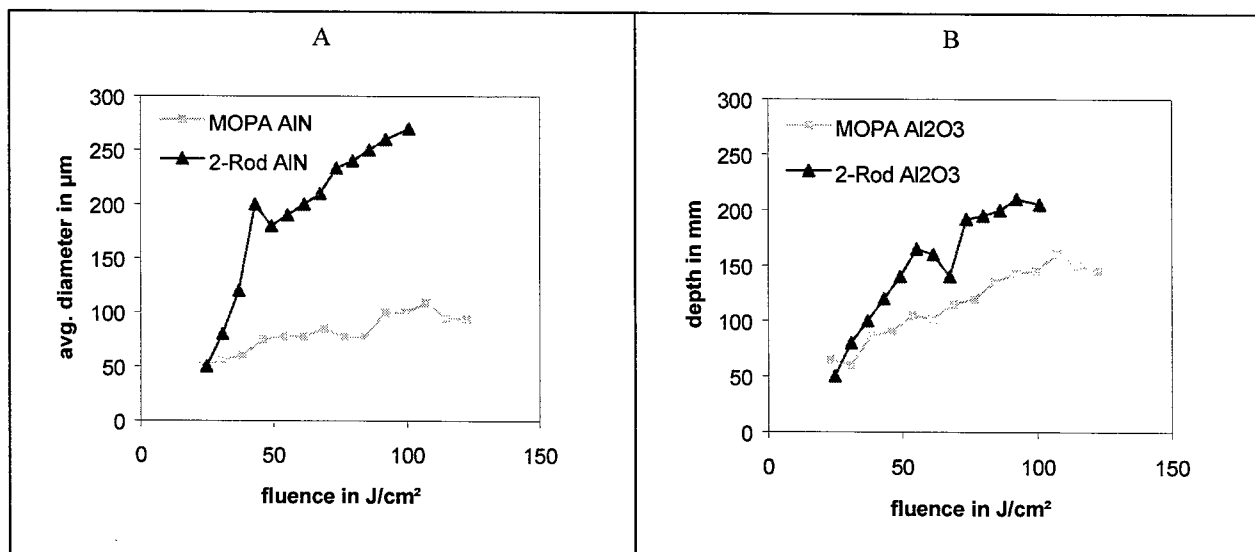 A
300
250
200
150
100
50
0
avg. diameter in µm
MOPA AlN
2-Rod AlN
0 50 100 150
fluence in J/cm²
B
300
250
200
150
100
50
0
depth in mm
MOPA Al2O3
2-Rod Al2O3
0 50 100 150
fluence in J/cm²